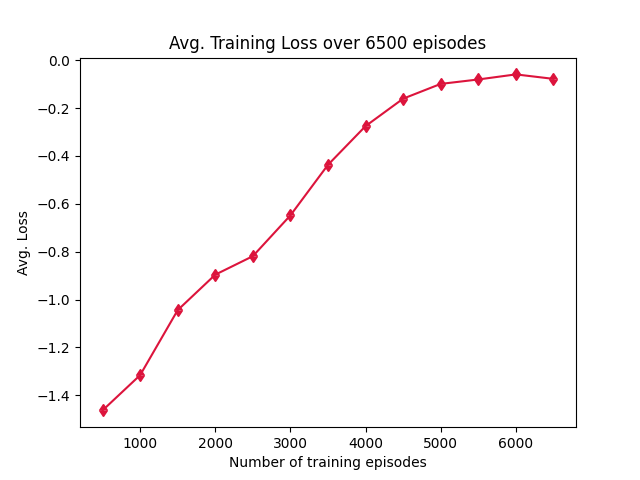 Avg. Training Loss over 6500 episodes
0.0
−0.2
−0.4
−0.6
−0.8
−1.0
−1.2
−1.4
Avg. Loss
1000 2000 3000 4000 5000 6000
Number of training episodes